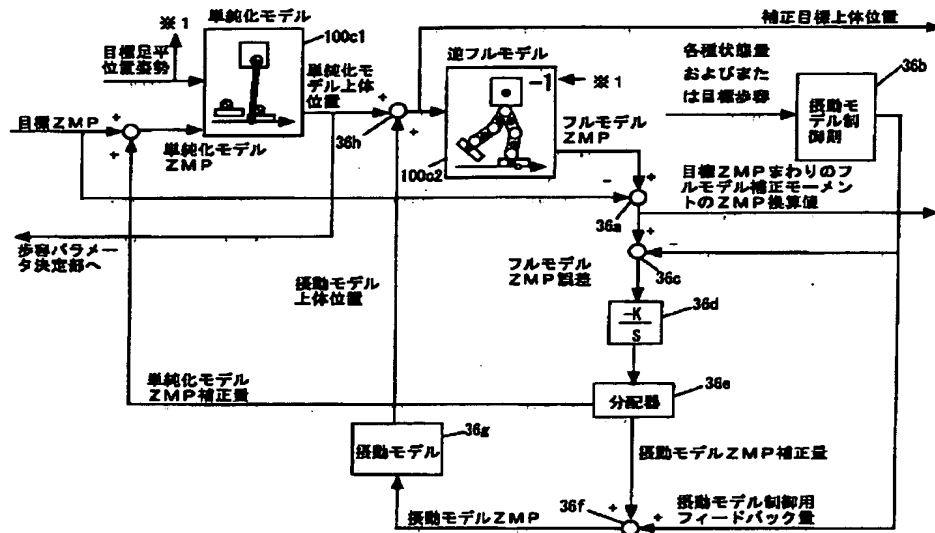 ※1
単純化モデル
100c1
目標足平
位置姿勢
単純化モ
デル上体
位置
補正目標上体位置
逆フルモデル
-1
※1
各種状態量
およびまた
は目標歩容
36b
摂動モ
デル制
御則
目標ZMP
+
+
単純化モデル
ZMP
+
+
36h
100c2
フルモデル
ZMP
-
+
36a
目標ZMPまわりのフ
ルモデル補正モーメン
トのZMP換算値
歩容パラメー
タ決定部へ
摂動モデル
上体位置
フルモデル
ZMP誤差
+
-
36c
-K
S
36d
単純化モデル
ZMP補正量
分配器
36e
摂動モデル
36g
摂動モデルZMP補正量
摂動モデルZMP
36f
+
+
摂動モデル制御用
フィードバック量